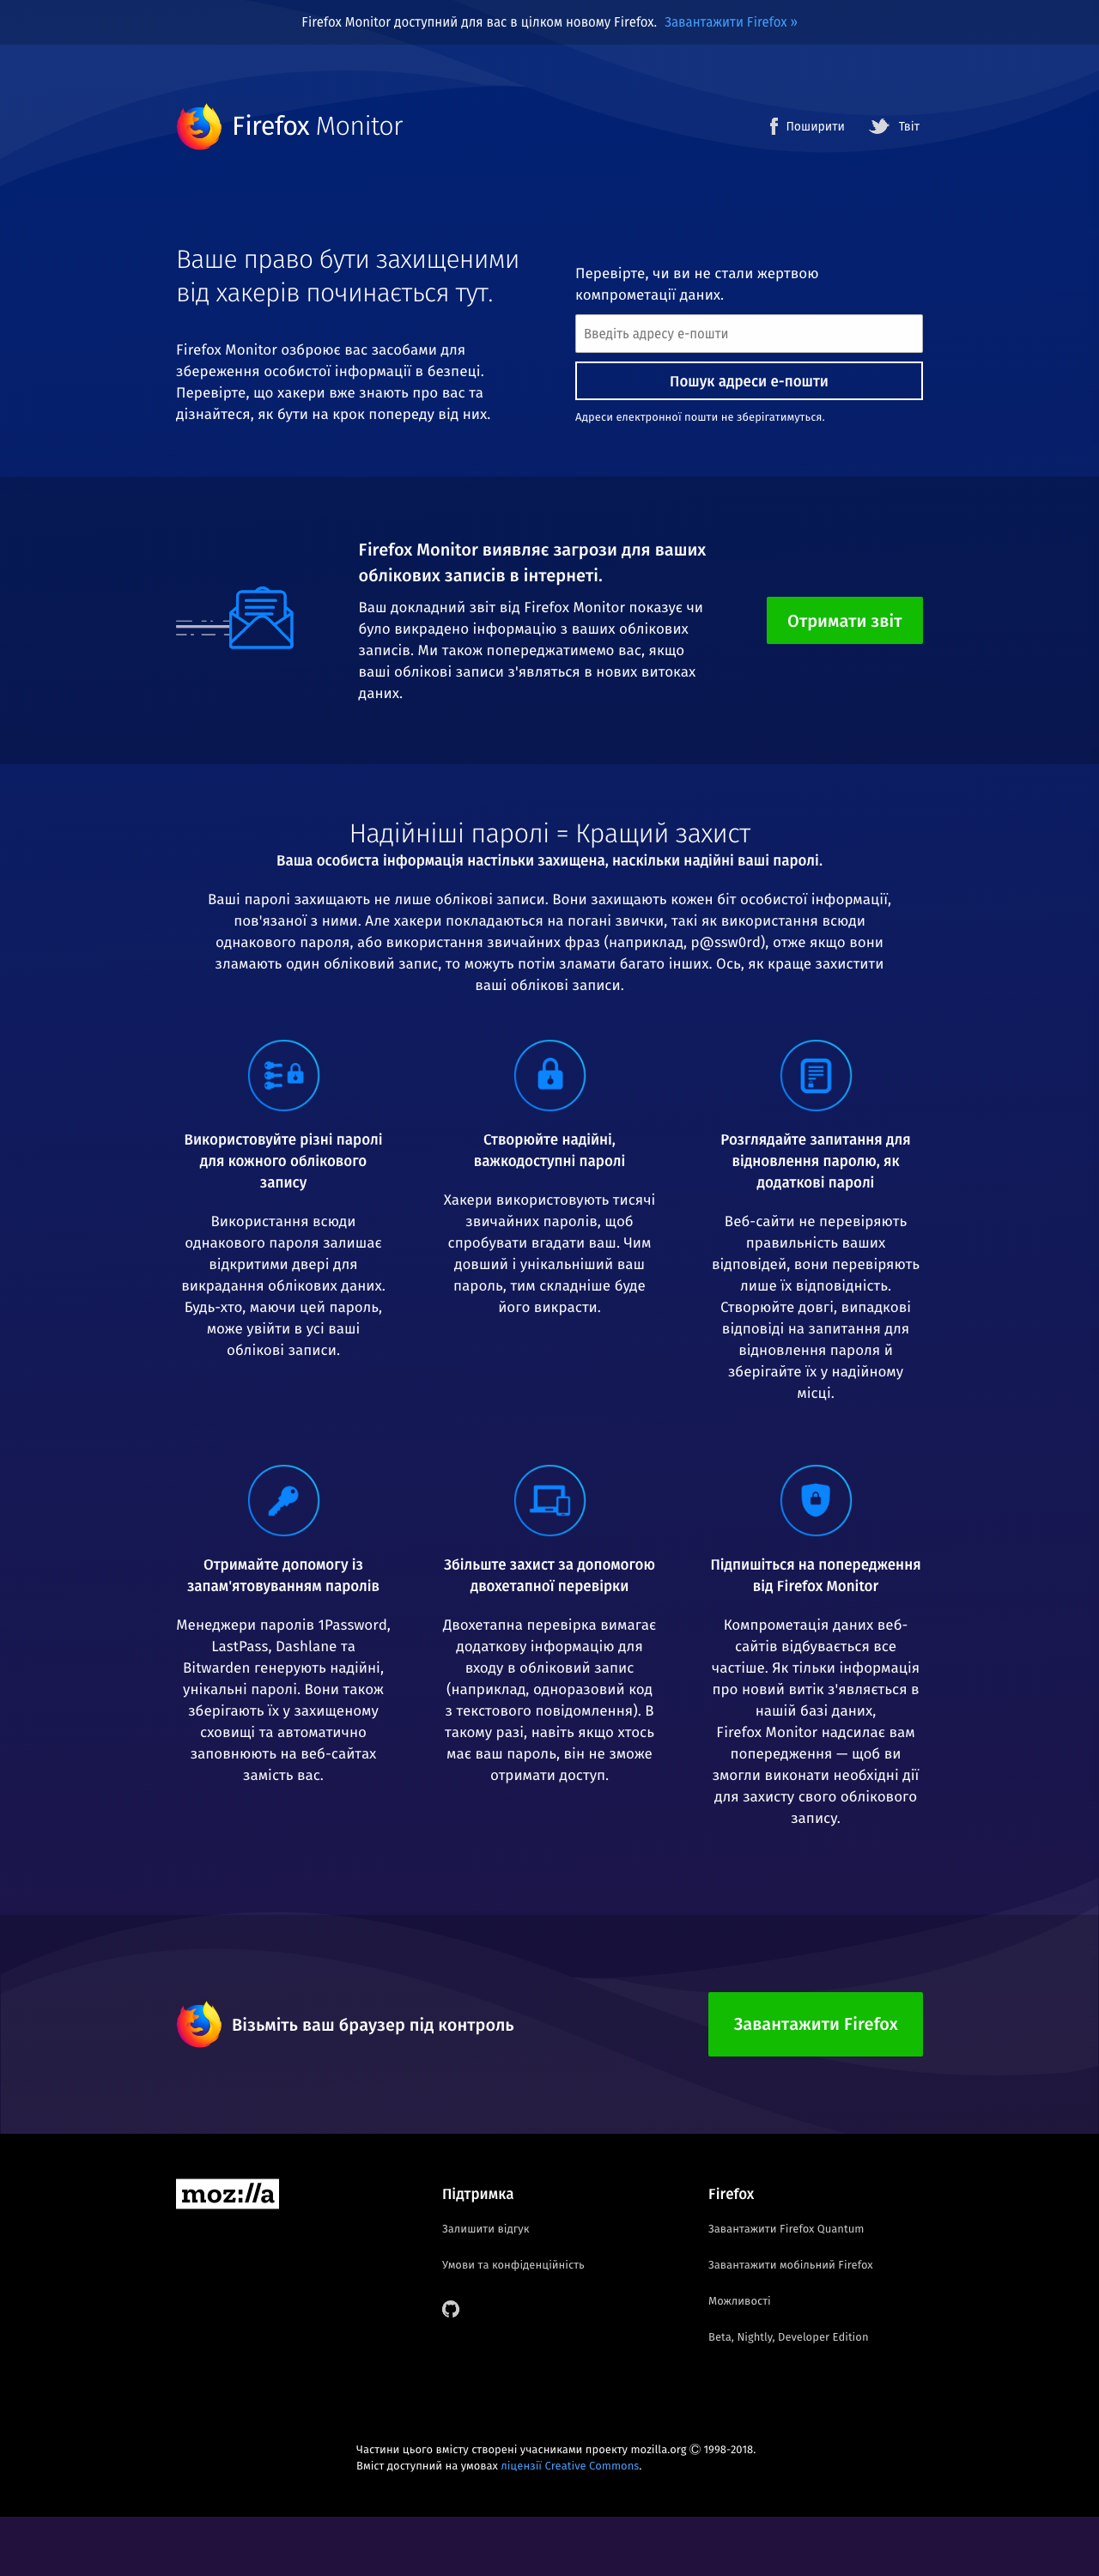 Firefox Monitor доступний для вас в цілком новому Firefox. Завантажити Firefox »
Firefox Monitor
Поширити
Твіт
Ваше право бути захищеними
від хакерів починається тут.
Firefox Monitor озброює вас засобами для
збереження особистої інформації в безпеці.
Перевірте, що хакери вже знають про вас та
дізнайтеся, як бути на крок попереду від них.
Перевірте, чи ви не стали жертвою
компрометації даних.
Введіть адресу е-пошти
Пошук адреси е-пошти
Адреси електронної пошти не зберігатимуться.
Firefox Monitor виявляє загрози для ваших
облікових записів в інтернеті.
Ваш докладний звіт від Firefox Monitor показує чи
було викрадено інформацію з ваших облікових
записів. Ми також попереджатимемо вас, якщо
ваші облікові записи з'являться в нових витоках
даних.
Отримати звіт
Надійніші паролі = Кращий захист
Ваша особиста інформація настільки захищена, наскільки надійні ваші паролі.
Ваші паролі захищають не лише облікові записи. Вони захищають кожен біт особистої інформації,
пов'язаної з ними. Але хакери покладаються на погані звички, такі як використання всюди
однакового пароля, або використання звичайних фраз (наприклад, p@ssw0rd), отже якщо вони
зламають один обліковий запис, то можуть потім зламати багато інших. Ось, як краще захистити
ваші облікові записи.
Використовуйте різні паролі
для кожного облікового
запису
Використання всюди
однакового пароля залишає
відкритими двері для
викрадання облікових даних.
Будь-хто, маючи цей пароль,
може увійти в усі ваші
облікові записи.
Створюйте надійні,
важкодоступні паролі
Хакери використовують тисячі
звичайних паролів, щоб
спробувати вгадати ваш. Чим
довший і унікальніший ваш
пароль, тим складніше буде
його викрасти.
Розглядайте запитання для
відновлення паролю, як
додаткові паролі
Веб-сайти не перевіряють
правильність ваших
відповідей, вони перевіряють
лише їх відповідність.
Створюйте довгі, випадкові
відповіді на запитання для
відновлення пароля й
зберігайте їх у надійному
місці.
Отримайте допомогу із
запам'ятовуванням паролів
Менеджери паролів 1Password,
LastPass, Dashlane та
Bitwarden генерують надійні,
унікальні паролі. Вони також
зберігають їх у захищеному
сховищі та автоматично
заповнюють на веб-сайтах
замість вас.
Збільште захист за допомогою
двохетапної перевірки
Двохетапна перевірка вимагає
додаткову інформацію для
входу в обліковий запис
(наприклад, одноразовий код
з текстового повідомлення). В
такому разі, навіть якщо хтось
має ваш пароль, він не зможе
отримати доступ.
Підпишіться на попередження
від Firefox Monitor
Компрометація даних веб-
сайтів відбувається все
частіше. Як тільки інформація
про новий витік з'являється в
нашій базі даних,
Firefox Monitor надсилає вам
попередження — щоб ви
змогли виконати необхідні дії
для захисту свого облікового
запису.
Візьміть ваш браузер під контроль
Завантажити Firefox
moz://a
Підтримка
Залишити відгук
Умови та конфіденційність
Firefox
Завантажити Firefox Quantum
Завантажити мобільний Firefox
Можливості
Beta, Nightly, Developer Edition
Частини цього вмісту створені учасниками проекту mozilla.org © 1998-2018.
Вміст доступний на умовах ліцензії Creative Commons.